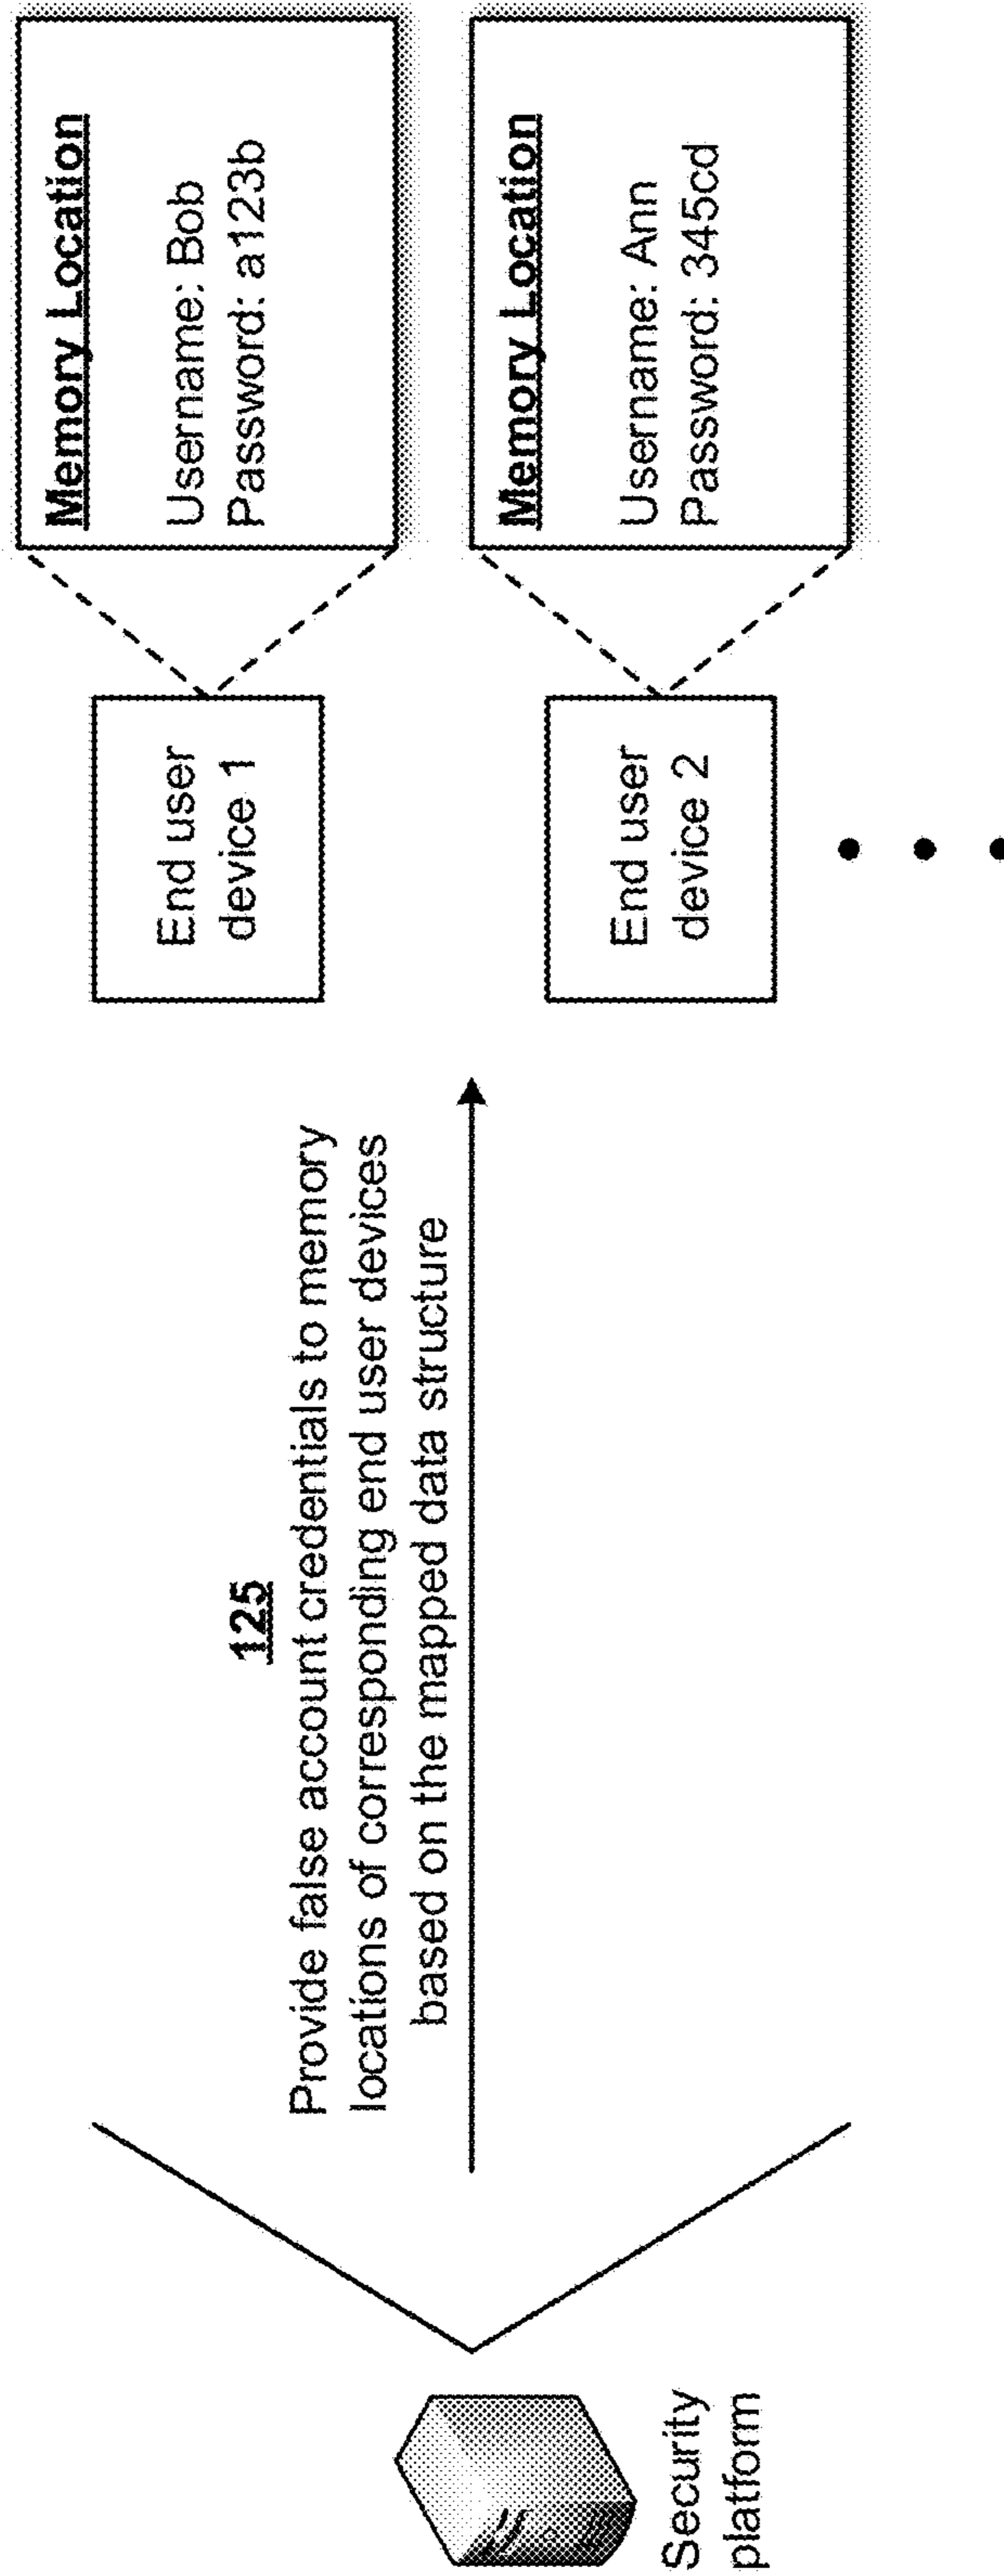 125
Provide false account credentials to memory
locations of corresponding end user devices
based on the mapped data structure
Security
platform
End user
device 1
Memory Location
Username: Bob
Password: a123b
End user
device 2
Memory Location
Username: Ann
Password: 345cd